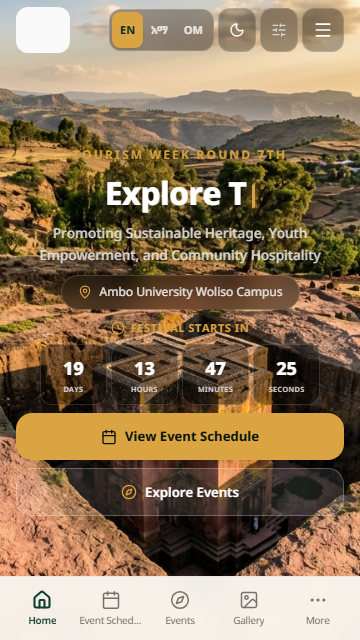 EN አማ OM
TOURISM WEEK ROUND 7TH
Explore T
Promoting Sustainable Heritage, Youth
Empowerment, and Community Hospitality
Ambo University Woliso Campus
FESTIVAL STARTS IN
19 13 47 25
DAYS HOURS MINUTES SECONDS
View Event Schedule
Explore Events
Home Event Sched... Events Gallery More